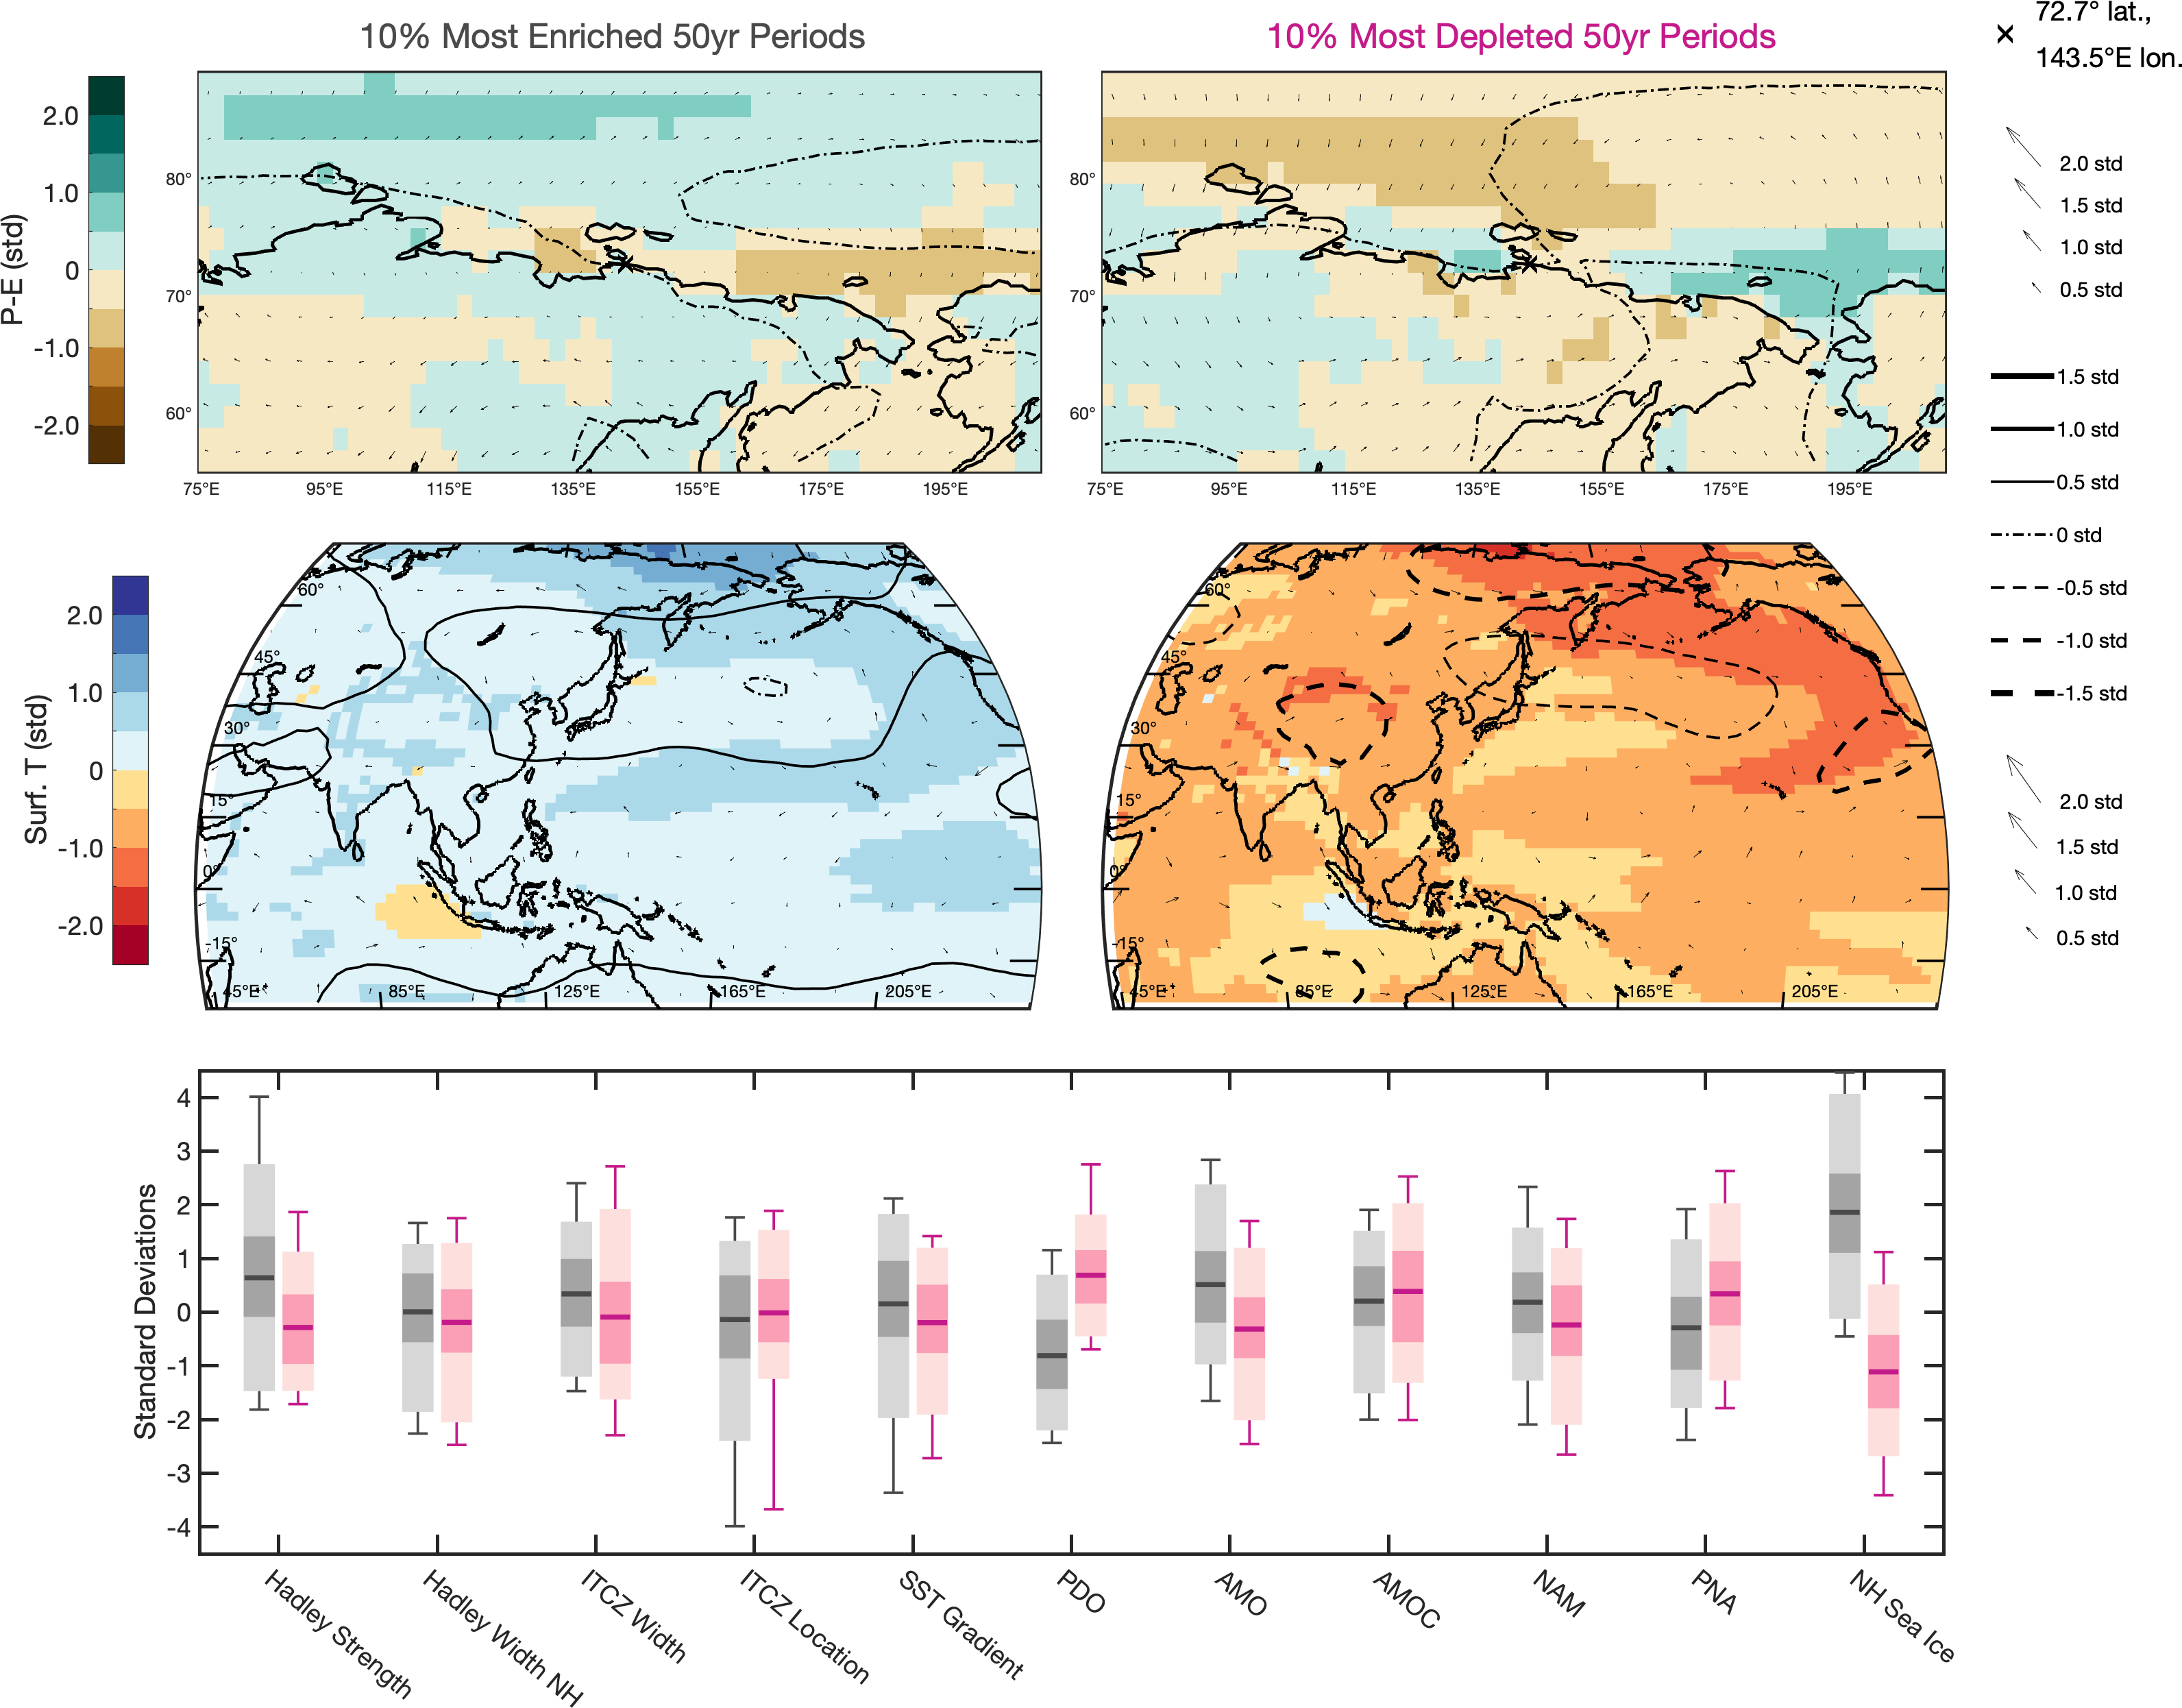 10% Most Enriched 50yr Periods
10% Most Depleted 50yr Periods
72.7° lat.,
143.5°E lon.
P-E (std)
2.0
1.0
0
-1.0
-2.0
80°
70°
60°
75°E 95°E 115°E 135°E 155°E 175°E 195°E
80°
70°
60°
75°E 95°E 115°E 135°E 155°E 175°E 195°E
2.0 std
1.5 std
1.0 std
0.5 std
1.5 std
1.0 std
0.5 std
0 std
-0.5 std
-1.0 std
-1.5 std
2.0 std
1.5 std
1.0 std
0.5 std
Surf. T (std)
2.0
1.0
0
-1.0
-2.0
60°
45°
30°
15°
0°
-15°
45°E 85°E 125°E 165°E 205°E
60°
45°
30°
15°
0°
-15°
45°E 85°E 125°E 165°E 205°E
Standard Deviations
4
3
2
1
0
-1
-2
-3
-4
Hadley Strength
Hadley Width NH
ITCZ Width
ITCZ Location
SST Gradient
PDO
AMO
AMOC
NAM
PNA
NH Sea Ice